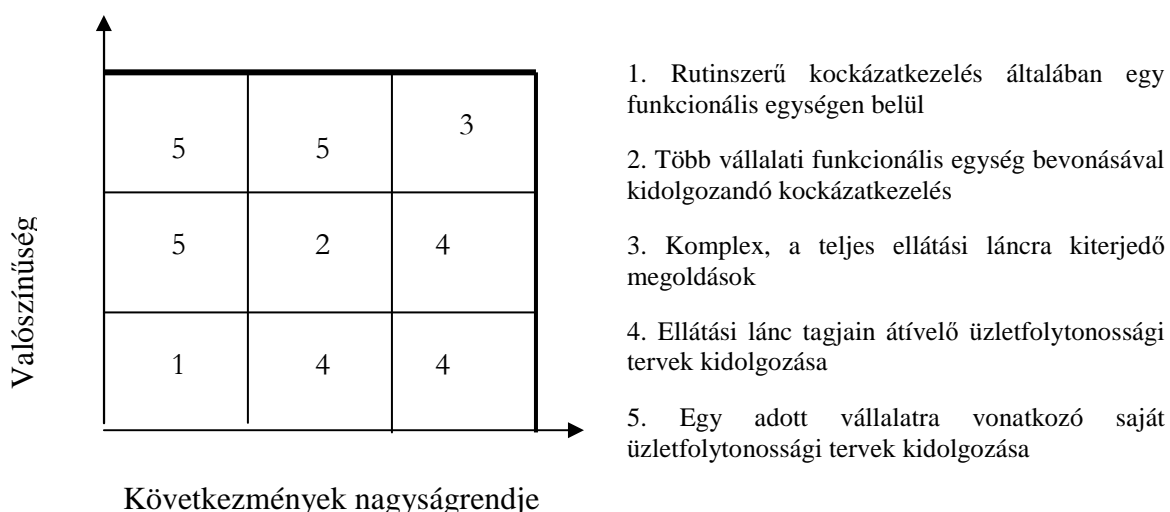 Valószínűség
5 5 3
5 2 4
1 4 4
Következmények nagyságrendje
1. Rutinszerű kockázatkezelés általában egy
funkcionális egységen belül
2. Több vállalati funkcionális egység bevonásával
kidolgozandó kockázatkezelés
3. Komplex, a teljes ellátási láncra kiterjedő
megoldások
4. Ellátási lánc tagjain átívelő üzletfolytonossági
tervek kidolgozása
5. Egy adott vállalatra vonatkozó saját
üzletfolytonossági tervek kidolgozása